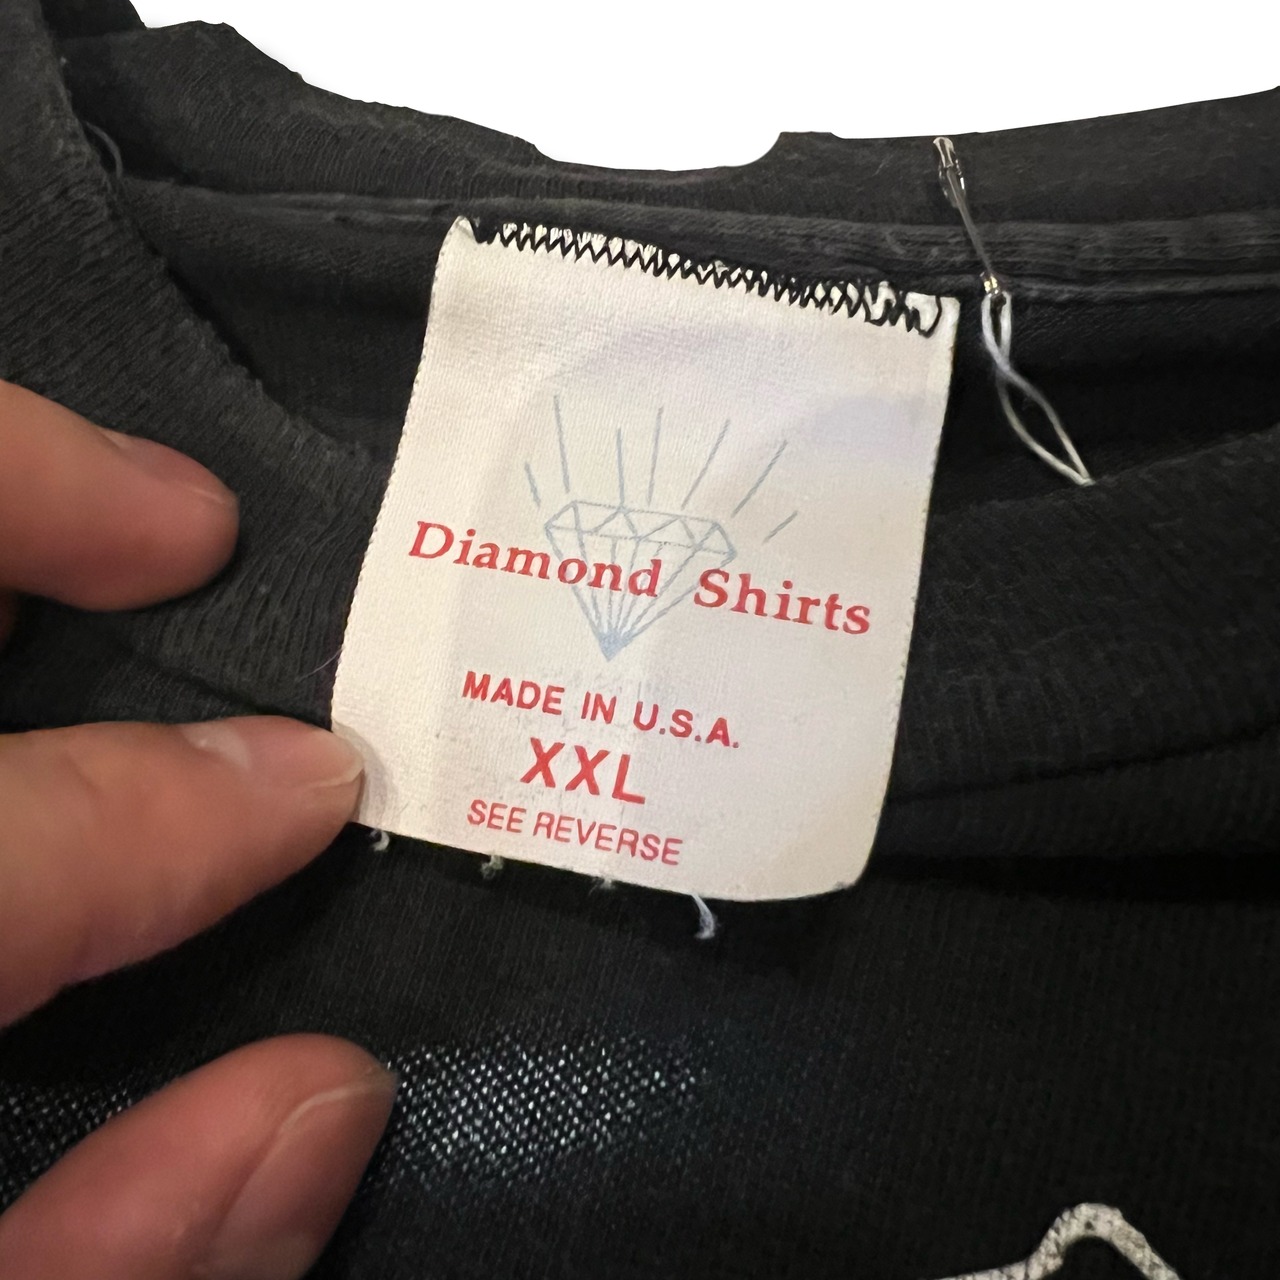 Diamond Shirts
MADE IN U.S.A.
XXL
SEE REVERSE